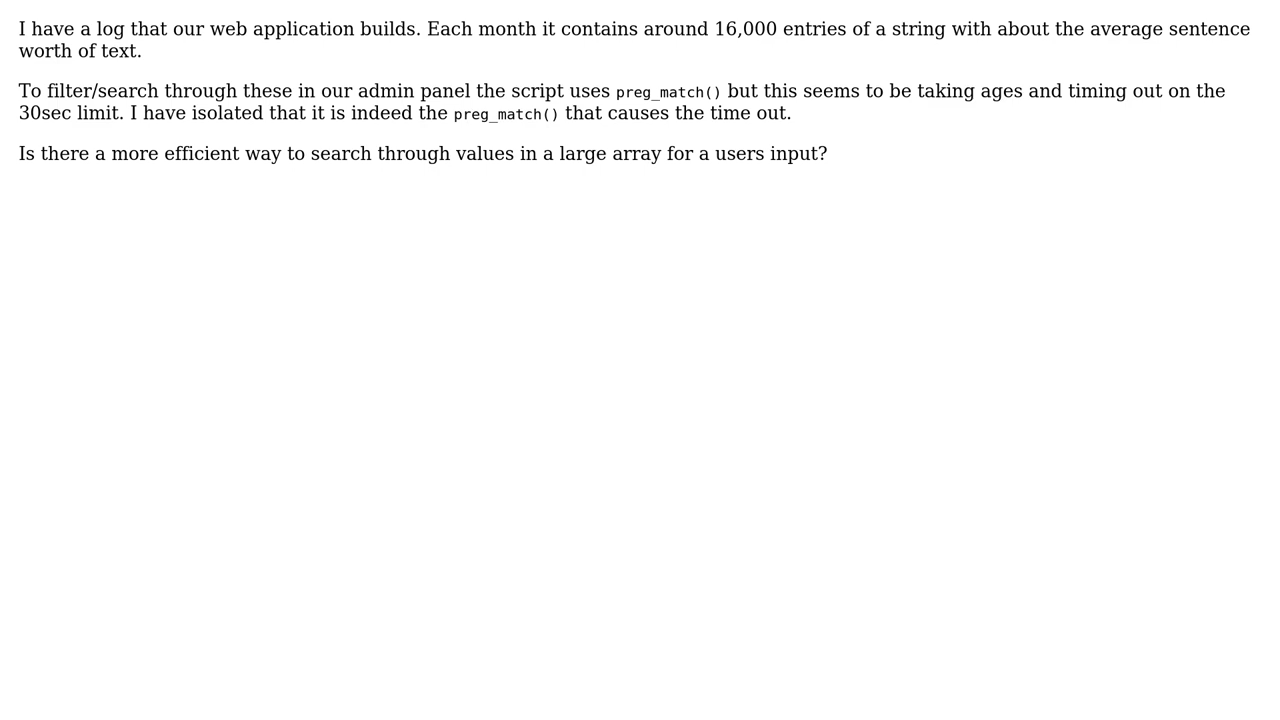 I have a log that our web application builds. Each month it contains around 16,000 entries of a string with about the average sentence
worth of text.
To filter/search through these in our admin panel the script uses preg_match() but this seems to be taking ages and timing out on the
30sec limit. I have isolated that it is indeed the preg_match() that causes the time out.
Is there a more efficient way to search through values in a large array for a users input?